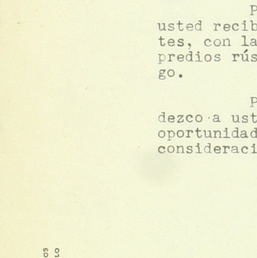 P
usted recib
tes, con la
predios rús
go.
P
dezco a ust
oportunidad
consideraci